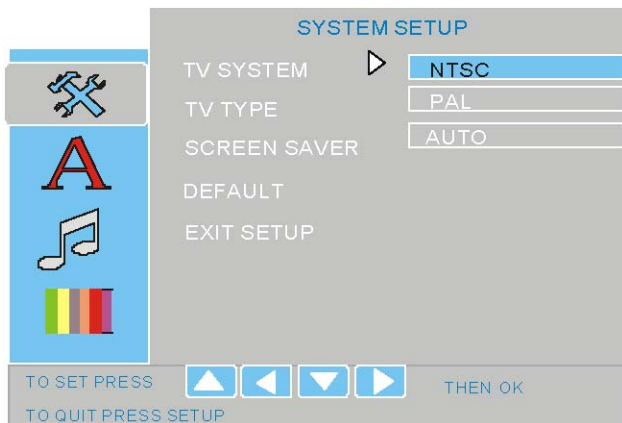 SYSTEM SETUP
TV SYSTEM NTSC
TV TYPE PAL
SCREEN SAVER AUTO
DEFAULT
EXIT SETUP
A
TO SET PRESS THEN OK
TO QUIT PRESS SETUP